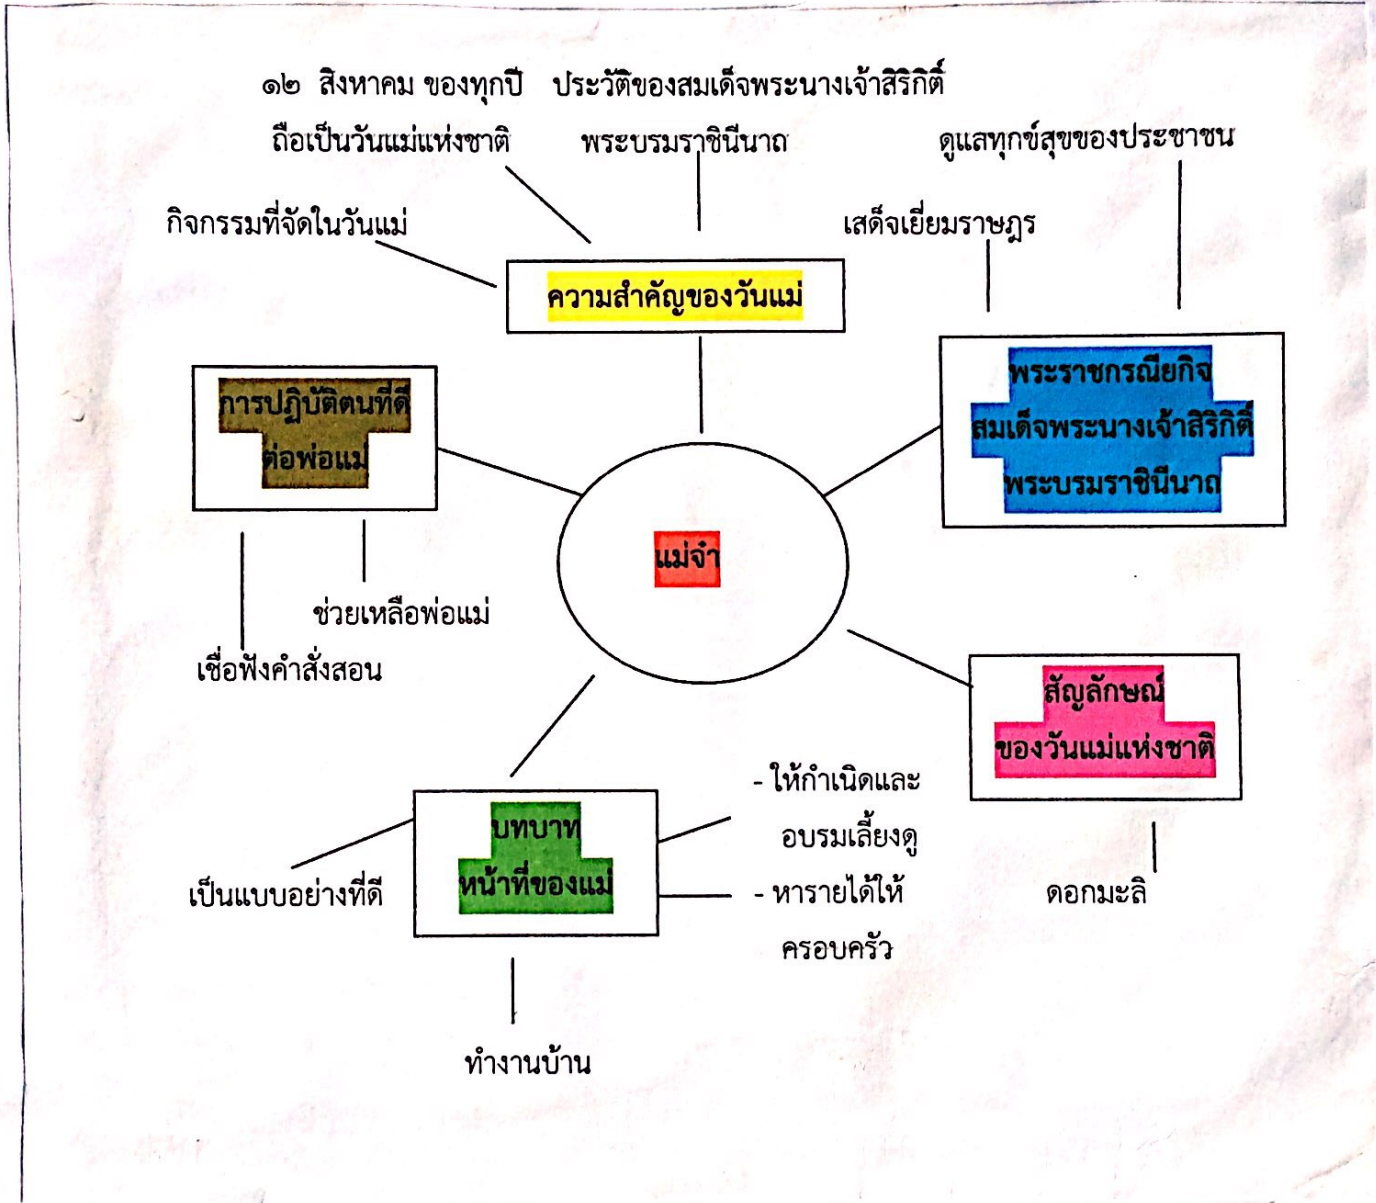 ๑๒ สิงหาคม ของทุกปี
ถือเป็นวันแม่แห่งชาติ
ประวัติของสมเด็จพระนางเจ้าสิริกิติ์
พระบรมราชินีนาถ
ดูแลทุกข์สุขของประชาชน
กิจกรรมที่จัดในวันแม่
เสด็จเยี่ยมราษฎร
ความสำคัญของวันแม่
พระราชกรณียกิจ
สมเด็จพระนางเจ้าสิริกิติ์
พระบรมราชินีนาถ
การปฏิบัติตนที่ดี
ต่อพ่อแม่
แม่จ๋า
ช่วยเหลือพ่อแม่
เชื่อฟังคำสั่งสอน
สัญลักษณ์
ของวันแม่แห่งชาติ
ดอกมะลิ
บทบาท
หน้าที่ของแม่
- ให้กำเนิดและ
อบรมเลี้ยงดู
- หารายได้ให้
ครอบครัว
เป็นแบบอย่างที่ดี
ทำงานบ้าน